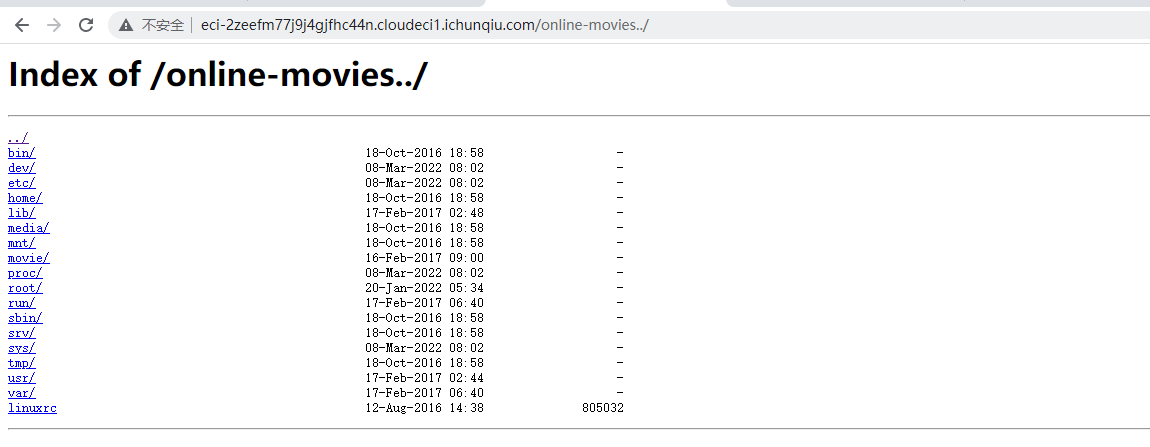 不安全 | eci-2zeefm77j9j4gjfhc44n.cloudeci1.ichunqiu.com/online-movies../
Index of /online-movies../
../
bin/ 18-Oct-2016 18:58 -
dev/ 08-Mar-2022 08:02 -
etc/ 08-Mar-2022 08:02 -
home/ 18-Oct-2016 18:58 -
lib/ 17-Feb-2017 02:48 -
media/ 18-Oct-2016 18:58 -
mnt/ 18-Oct-2016 18:58 -
movie/ 16-Feb-2017 09:00 -
proc/ 08-Mar-2022 08:02 -
root/ 20-Jan-2022 05:34 -
run/ 17-Feb-2017 06:40 -
sbin/ 18-Oct-2016 18:58 -
srv/ 18-Oct-2016 18:58 -
sys/ 08-Mar-2022 08:02 -
tmp/ 18-Oct-2016 18:58 -
usr/ 17-Feb-2017 02:44 -
var/ 17-Feb-2017 06:40 -
linuxrc 12-Aug-2016 14:38 805032